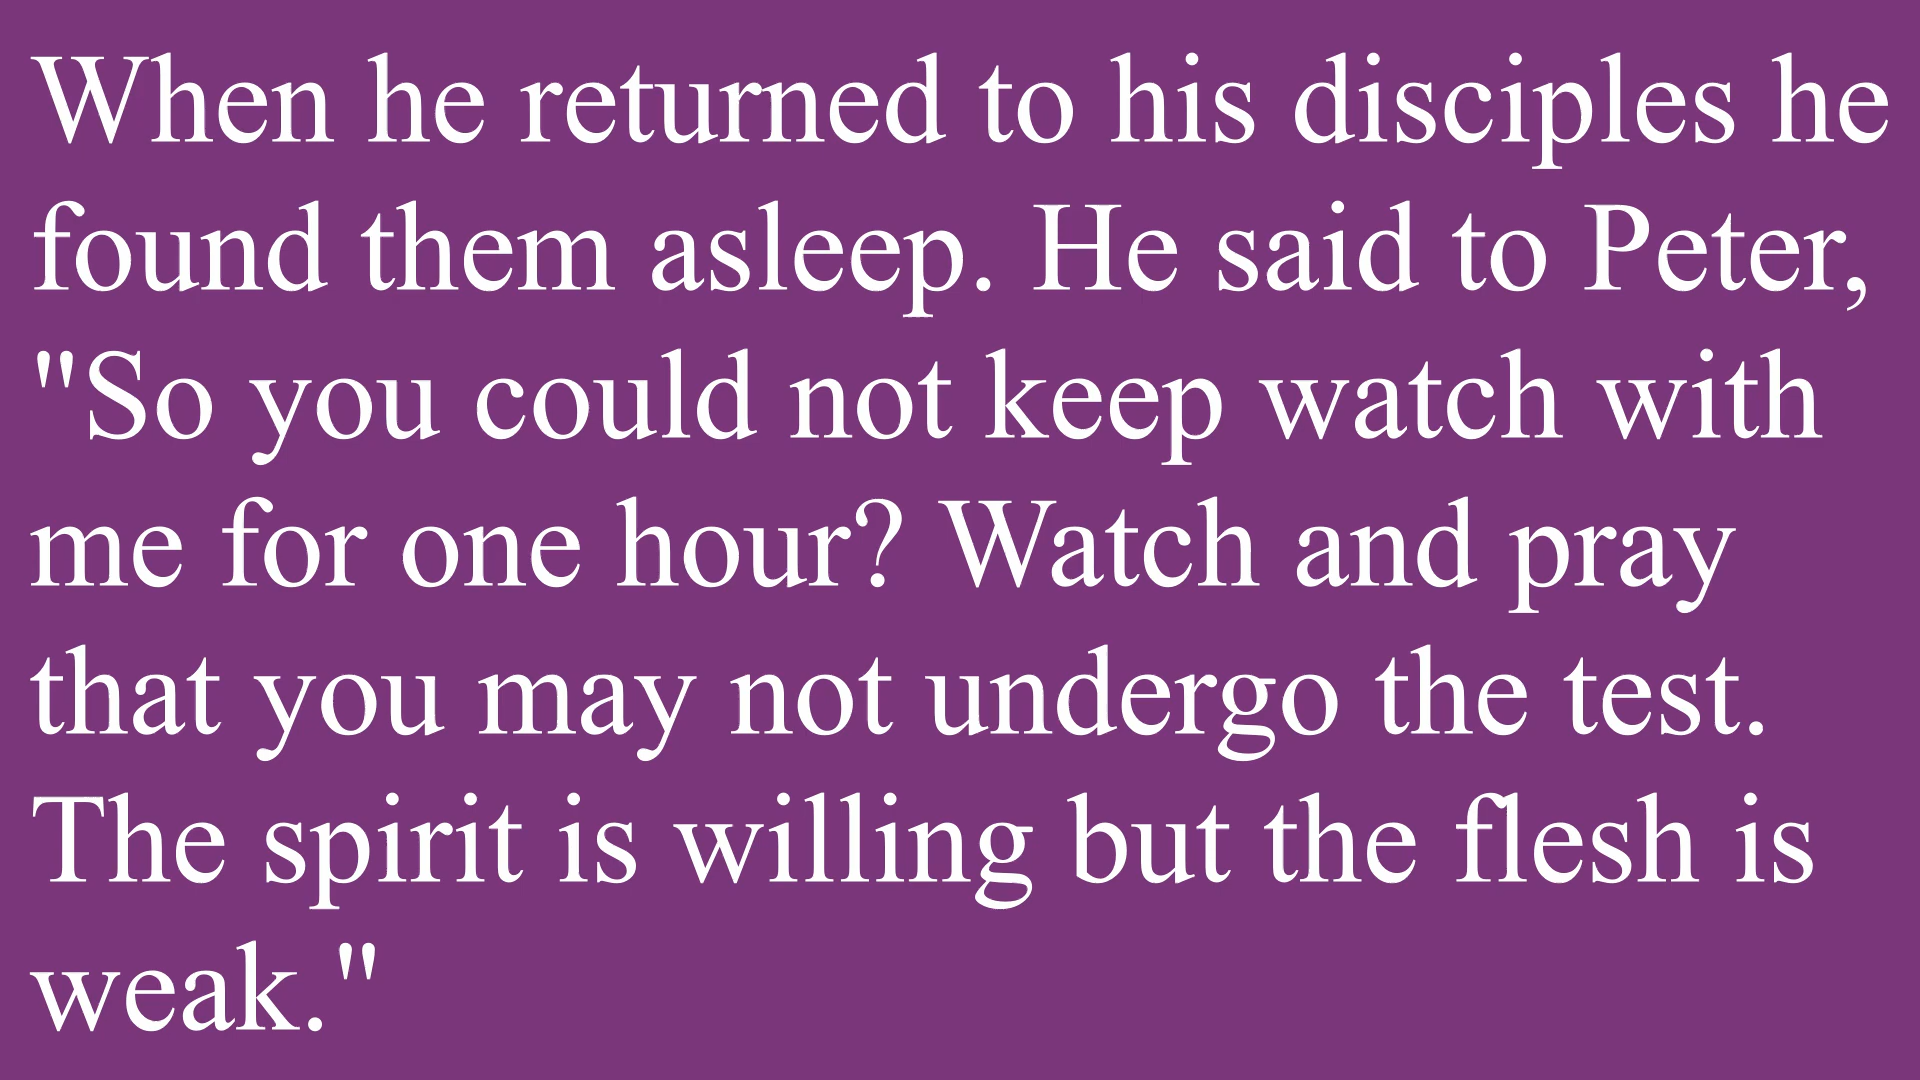 When he returned to his disciples he
found them asleep. He said to Peter,
"So you could not keep watch with
me for one hour? Watch and pray
that you may not undergo the test.
The spirit is willing but the flesh is
weak."